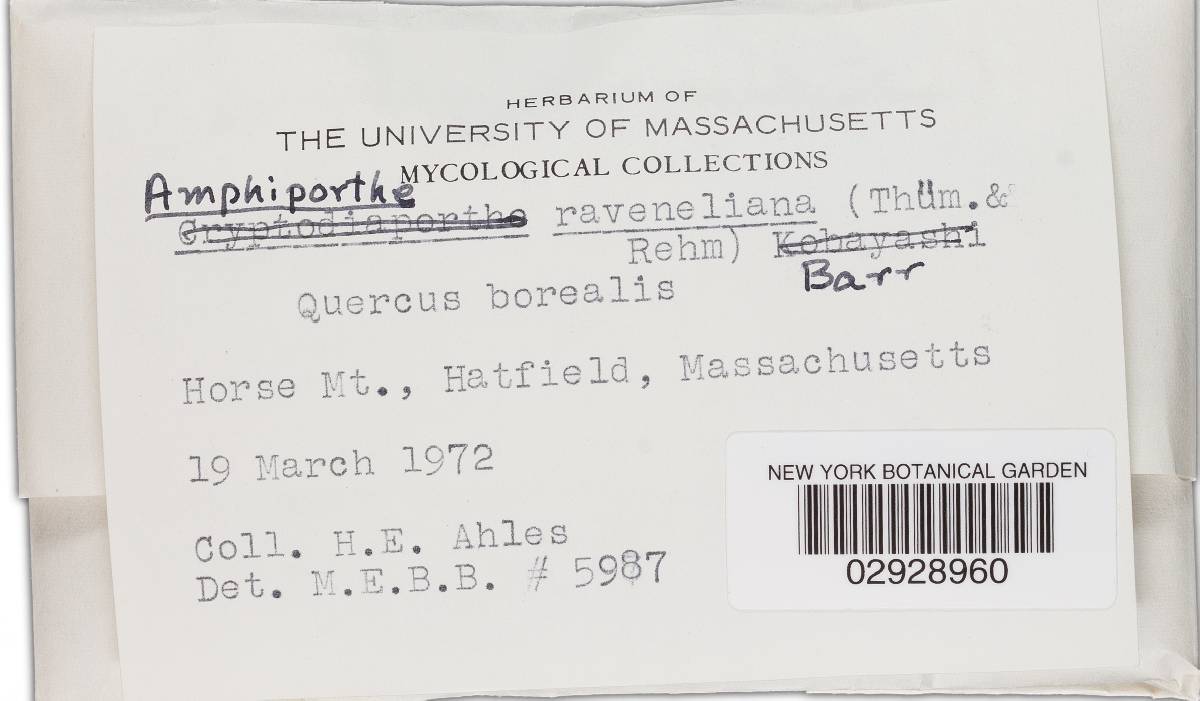 HERBARIUM OF
THE UNIVERSITY OF MASSACHUSETTS
MYCOLOGICAL COLLECTIONS
Amphiporthe
Cryptodiaporthe raveneliana (Thüm. &
Rehm) Kobayashi
Barr
Quercus borealis
Horse Mt., Hatfield, Massachusetts
19 March 1972
Coll. H.E. Ahles
Det. M.E.B.B. # 5987
NEW YORK BOTANICAL GARDEN
02928960